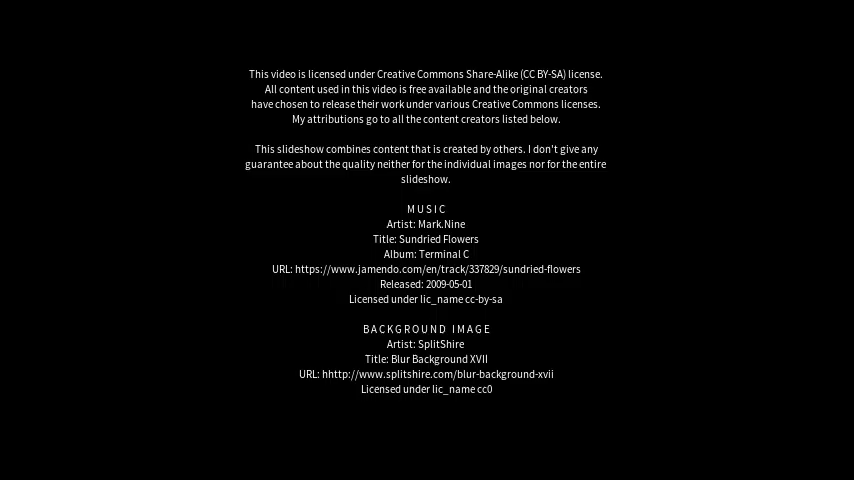 This video is licensed under Creative Commons Share-Alike (CC BY-SA) license.
All content used in this video is free available and the original creators
have chosen to release their work under various Creative Commons licenses.
My attributions go to all the content creators listed below.
This slideshow combines content that is created by others. I don't give any
guarantee about the quality neither for the individual images nor for the entire
slideshow.
MUSIC
Artist: Mark.Nine
Title: Sundried Flowers
Album: Terminal C
URL: https://www.jamendo.com/en/track/337829/sundried-flowers
Released: 2009-05-01
Licensed under lic_name cc-by-sa
BACKGROUND IMAGE
Artist: SplitShire
Title: Blur Background XVII
URL: hhttp://www.splitshire.com/blur-background-xvii
Licensed under lic_name cc0